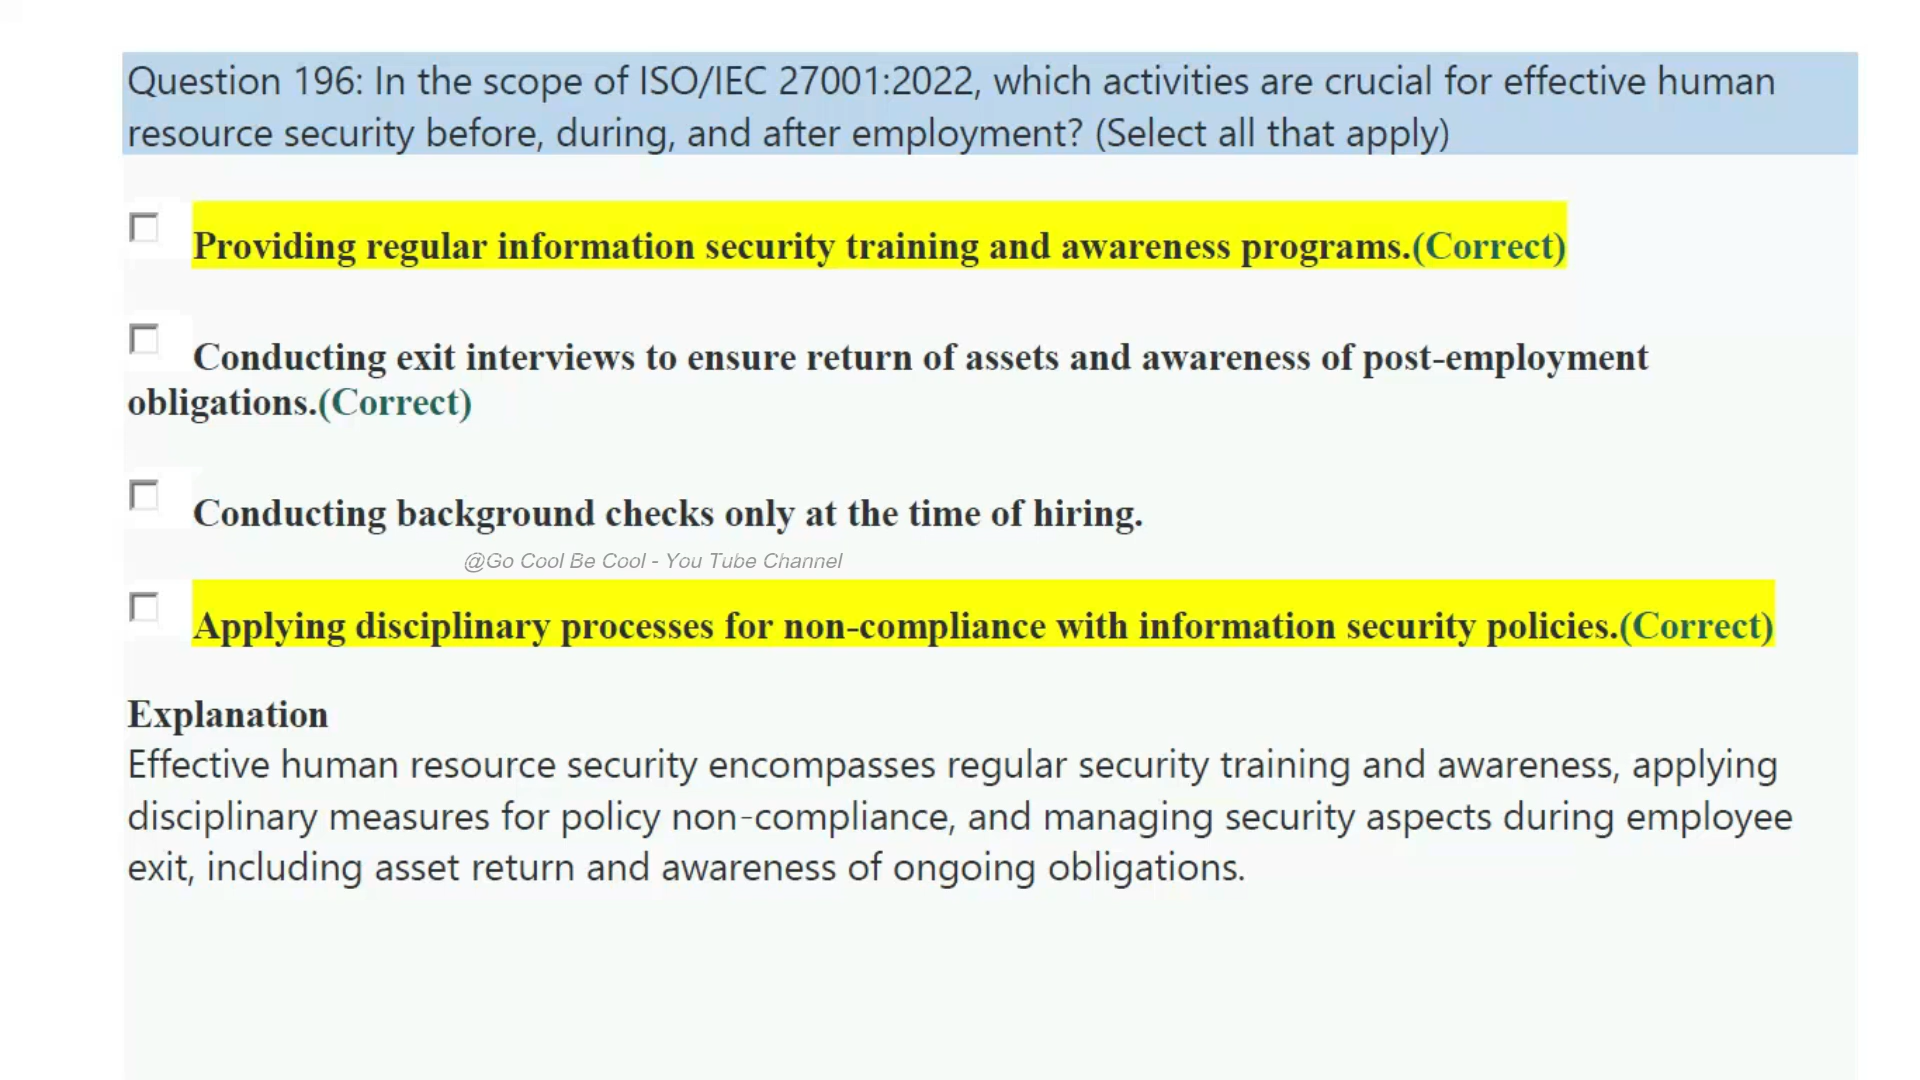 Question 196: In the scope of ISO/IEC 27001:2022, which activities are crucial for effective human
resource security before, during, and after employment? (Select all that apply)
Providing regular information security training and awareness programs.(Correct)
Conducting exit interviews to ensure return of assets and awareness of post-employment
obligations.(Correct)
Conducting background checks only at the time of hiring.
@Go Cool Be Cool - You Tube Channel
Applying disciplinary processes for non-compliance with information security policies.(Correct)
Explanation
Effective human resource security encompasses regular security training and awareness, applying
disciplinary measures for policy non-compliance, and managing security aspects during employee
exit, including asset return and awareness of ongoing obligations.